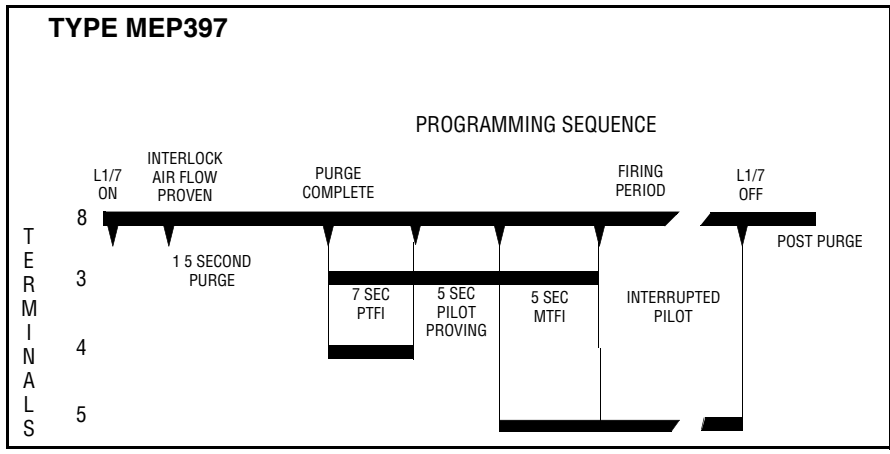 TYPE MEP397
PROGRAMMING SEQUENCE
L1/7
ON
INTERLOCK
AIR FLOW
PROVEN
PURGE
COMPLETE
FIRING
PERIOD
L1/7
OFF
8
POST PURGE
1 5 SECOND
PURGE
3
7 SEC
PTFI
5 SEC
PILOT
PROVING
5 SEC
MTFI
INTERRUPTED
PILOT
4
5
T
E
R
M
I
N
A
L
S